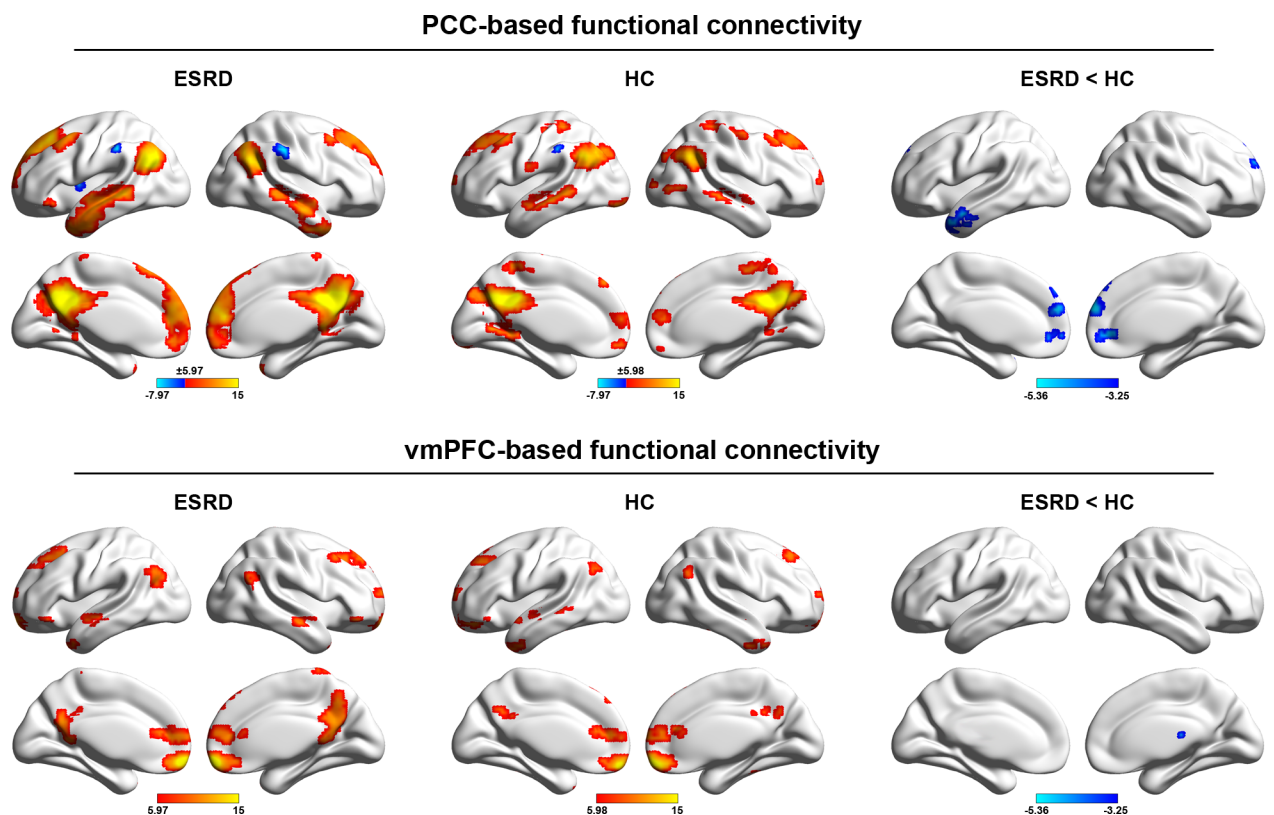 PCC-based functional connectivity
ESRD HC ESRD < HC
±5.97 ±5.98
-7.97 15 -7.97 15 -5.36 -3.25
vmPFC-based functional connectivity
ESRD HC ESRD < HC
5.97 15 5.98 15 -5.36 -3.25